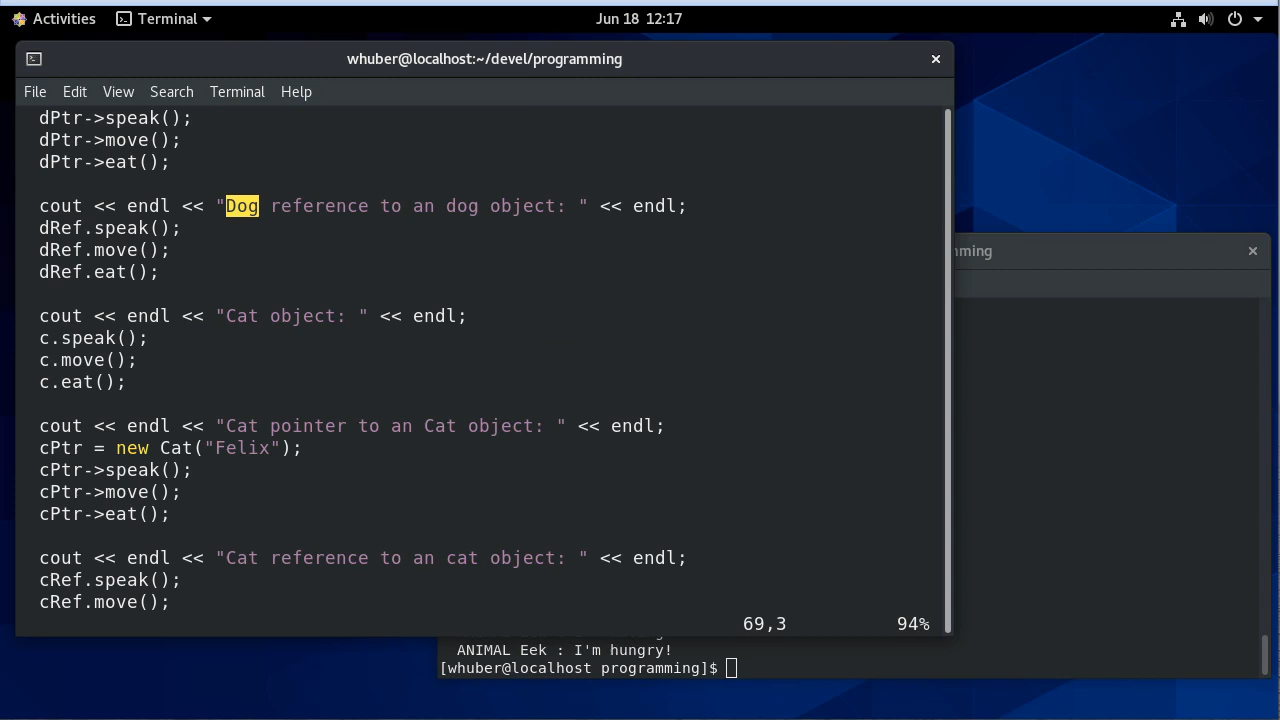 Activities Terminal Jun 18 12:17
whuber@localhost:~/devel/programming
File Edit View Search Terminal Help
dPtr->speak();
dPtr->move();
dPtr->eat();
cout << endl << "Dog reference to an dog object: " << endl;
dRef.speak();
dRef.move();
dRef.eat();
cout << endl << "Cat object: " << endl;
c.speak();
c.move();
c.eat();
cout << endl << "Cat pointer to an Cat object: " << endl;
cPtr = new Cat("Felix");
cPtr->speak();
cPtr->move();
cPtr->eat();
cout << endl << "Cat reference to an cat object: " << endl;
cRef.speak();
cRef.move();
69,3 94%
mming
ANIMAL Eek : I'm hungry!
[whuber@localhost programming]$